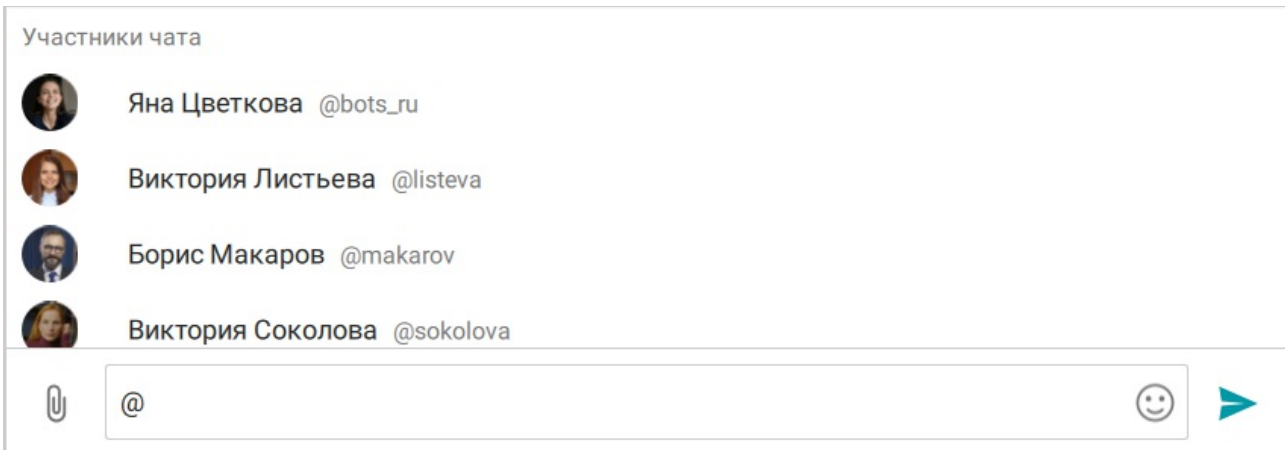 Участники чата
Яна Цветкова @bots_ru
Виктория Листьева @listeva
Борис Макаров @makarov
Виктория Соколова @sokolova
@